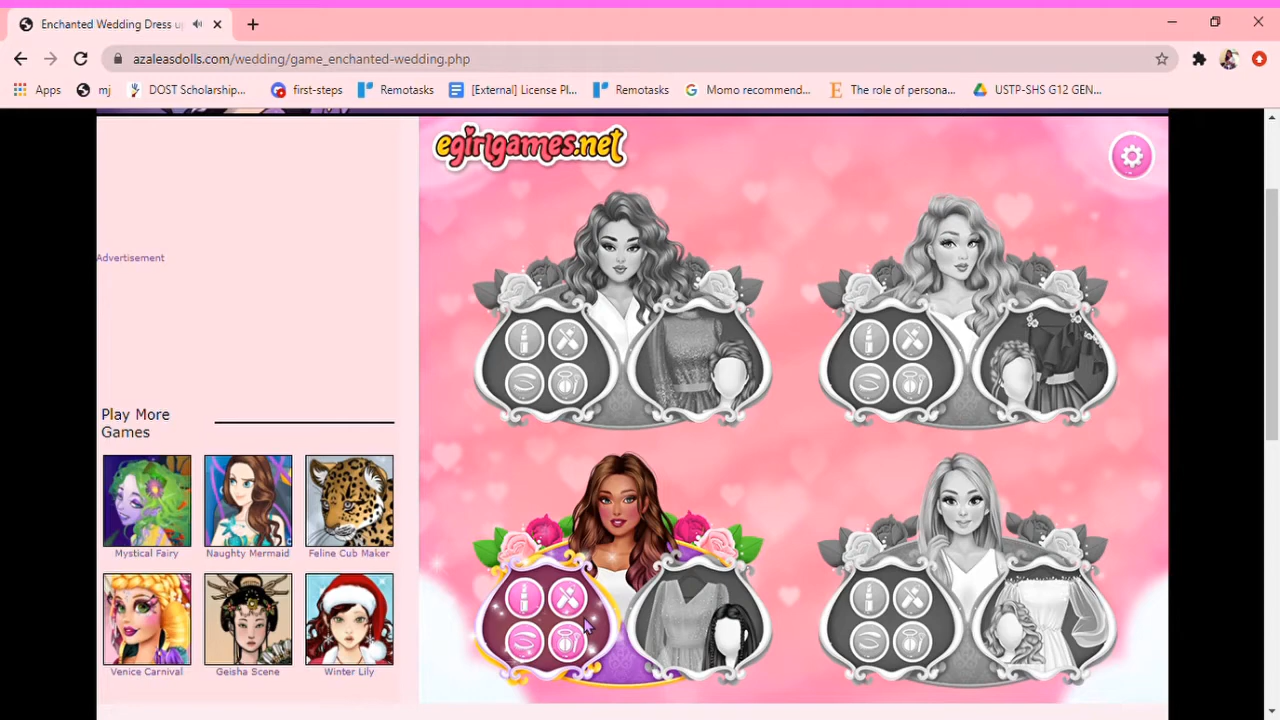 Enchanted Wedding Dress u
azaleasdolls.com/wedding/game_enchanted-wedding.php
Apps mj DOST Scholarship... first-steps Remotasks [External] License Pl... Remotasks Momo recommend... The role of persona... USTP-SHS G12 GEN...
egirlgames.net
Advertisement
Play More
Games
Mystical Fairy Naughty Mermaid Feline Cub Maker
Venice Carnival Geisha Scene Winter Lily